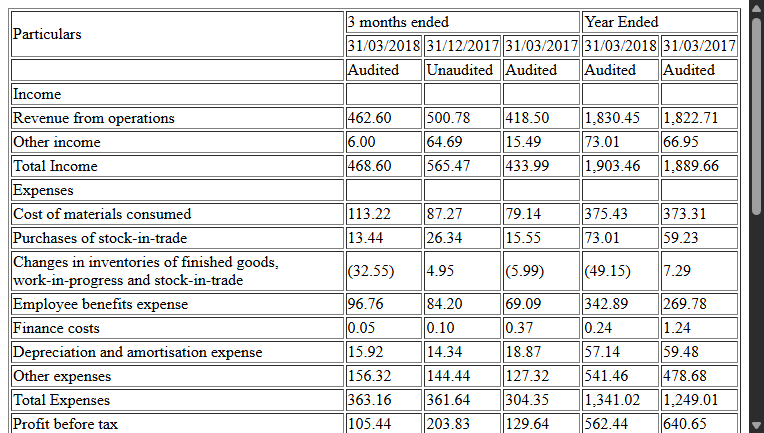 Particulars 3 months ended Year Ended
31/03/2018 31/12/2017 31/03/2017 31/03/2018 31/03/2017
Audited Unaudited Audited Audited Audited
Income
Revenue from operations 462.60 500.78 418.50 1,830.45 1,822.71
Other income 6.00 64.69 15.49 73.01 66.95
Total Income 468.60 565.47 433.99 1,903.46 1,889.66
Expenses
Cost of materials consumed 113.22 87.27 79.14 375.43 373.31
Purchases of stock-in-trade 13.44 26.34 15.55 73.01 59.23
Changes in inventories of finished goods,
work-in-progress and stock-in-trade (32.55) 4.95 (5.99) (49.15) 7.29
Employee benefits expense 96.76 84.20 69.09 342.89 269.78
Finance costs 0.05 0.10 0.37 0.24 1.24
Depreciation and amortisation expense 15.92 14.34 18.87 57.14 59.48
Other expenses 156.32 144.44 127.32 541.46 478.68
Total Expenses 363.16 361.64 304.35 1,341.02 1,249.01
Profit before tax 105.44 203.83 129.64 562.44 640.65